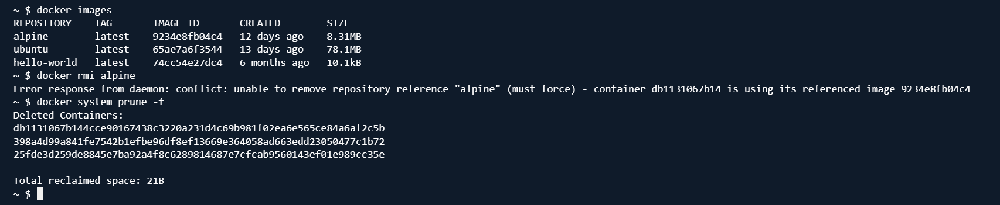 ~ $ docker images
REPOSITORY    TAG       IMAGE ID       CREATED        SIZE
alpine        latest    9234e8fb04c4   12 days ago    8.31MB
ubuntu        latest    65ae7a6f3544   13 days ago    78.1MB
hello-world   latest    74cc54e27dc4   6 months ago   10.1kB
~ $ docker rmi alpine
Error response from daemon: conflict: unable to remove repository reference "alpine" (must force) - container db1131067b14 is using its referenced image 9234e8fb04c4
~ $ docker system prune -f
Deleted Containers:
db1131067b144cce90167438c3220a231d4c69b981f02ea6e565ce84a6af2c5b
398a4d99a841fe7542b1efbe96df8ef13669e364058ad663edd23050477c1b72
25fde3d259de8845e7ba92a4f8c6289814687e7cfcab9560143ef01e989cc35e

Total reclaimed space: 21B
~ $